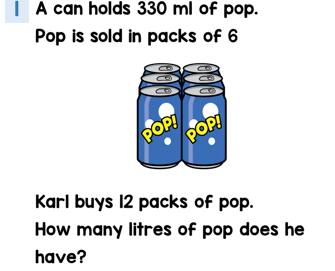 1 A can holds 330 ml of pop.
Pop is sold in packs of 6
POP! POP!
Karl buys 12 packs of pop.
How many litres of pop does he
have?